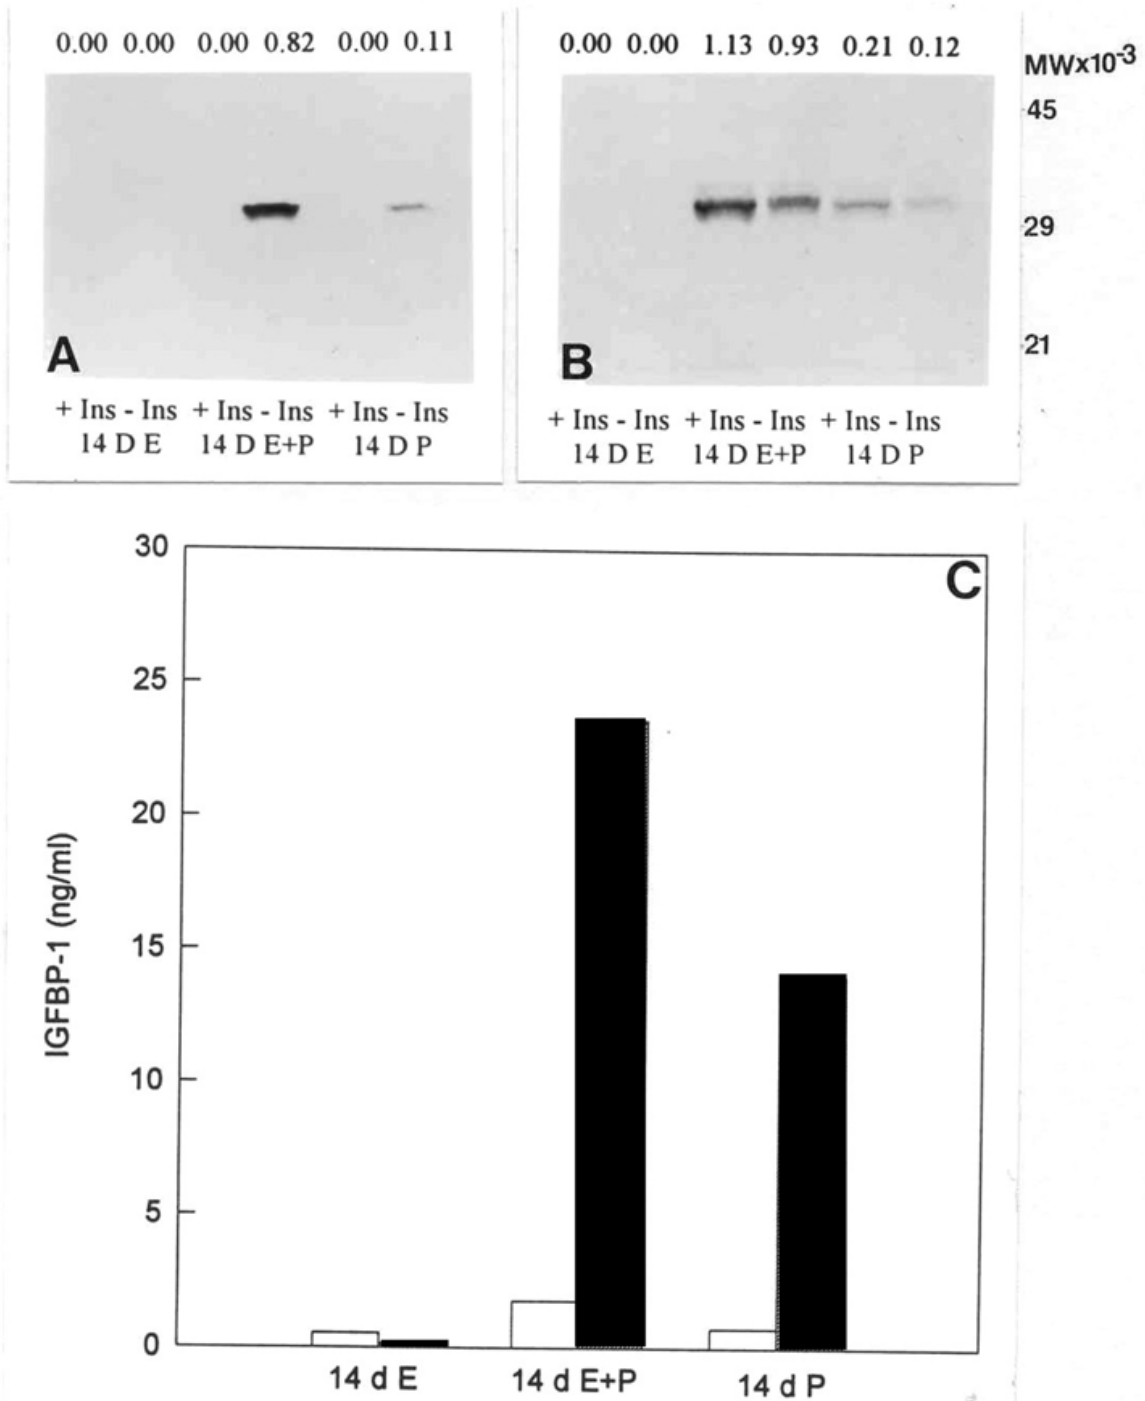 0.00 0.00 0.00 0.82 0.00 0.11
A
+ Ins - Ins + Ins - Ins + Ins - Ins
14 D E 14 D E+P 14 D P
0.00 0.00 1.13 0.93 0.21 0.12
MWx10-3
45
29
21
B
+ Ins - Ins + Ins - Ins + Ins - Ins
14 D E 14 D E+P 14 D P
C
30
25
20
15
10
5
0
IGFBP-1 (ng/ml)
14 d E 14 d E+P 14 d P